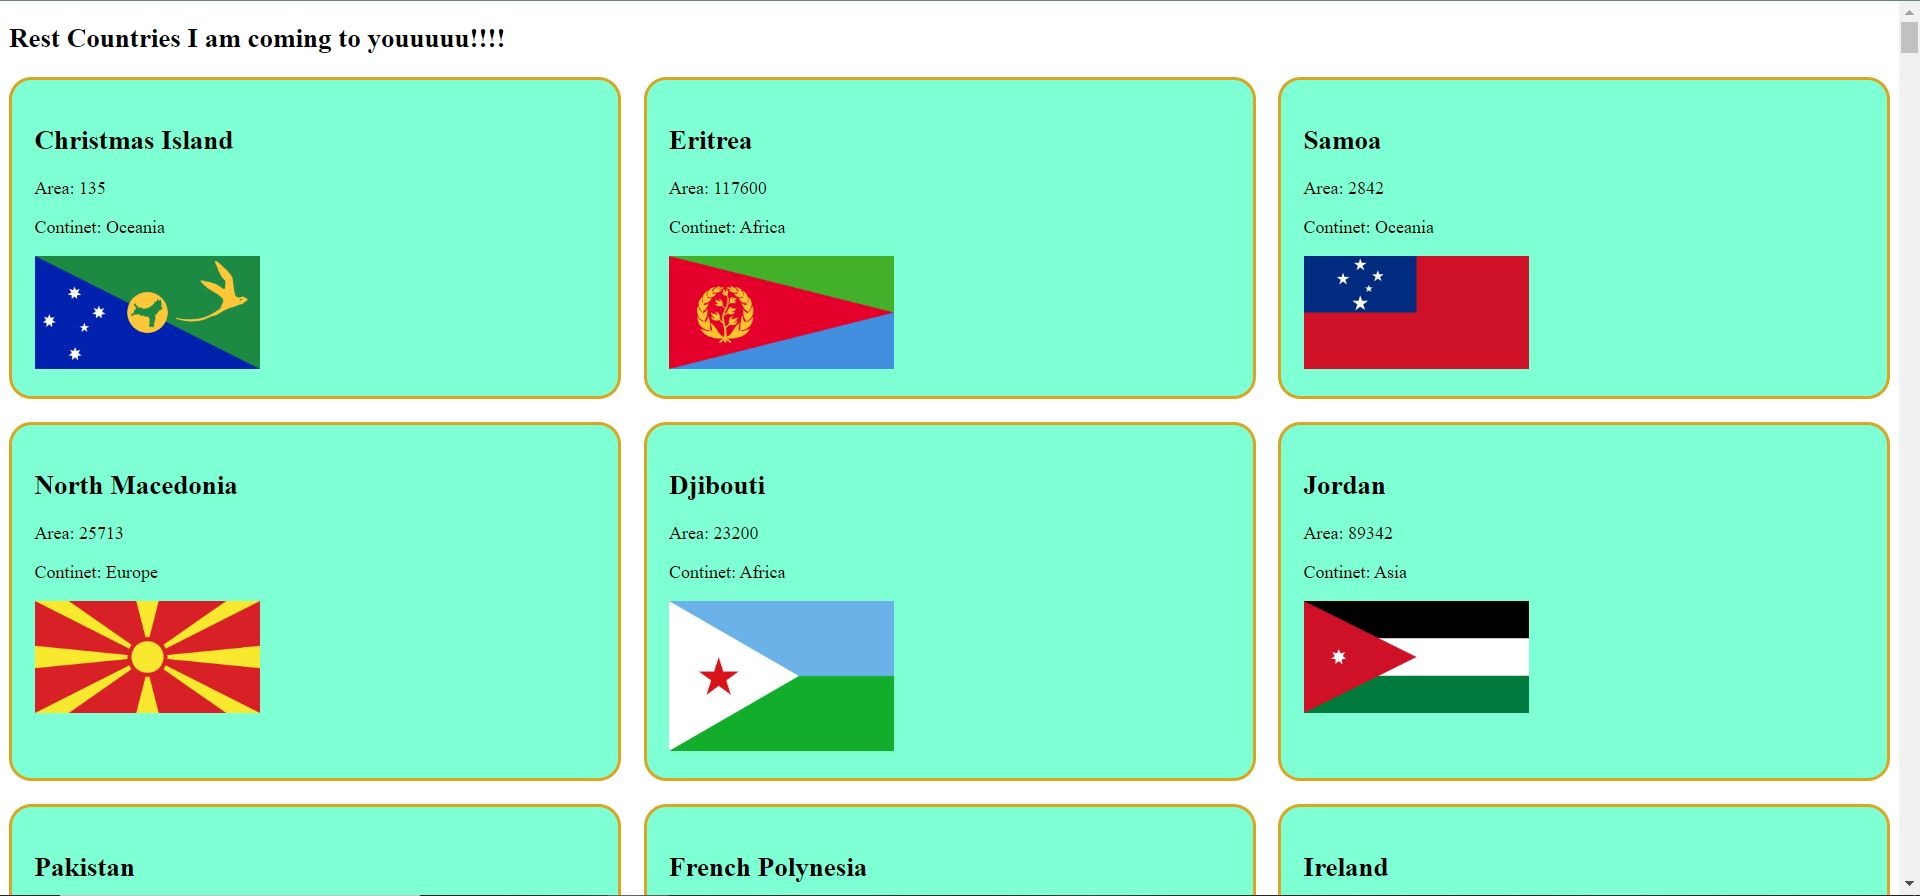 Rest Countries I am coming to youuuuu!!!!
Christmas Island
Area: 135
Continet: Oceania
Eritrea
Area: 117600
Continet: Africa
Samoa
Area: 2842
Continet: Oceania
North Macedonia
Area: 25713
Continet: Europe
Djibouti
Area: 23200
Continet: Africa
Jordan
Area: 89342
Continet: Asia
Pakistan
French Polynesia
Ireland